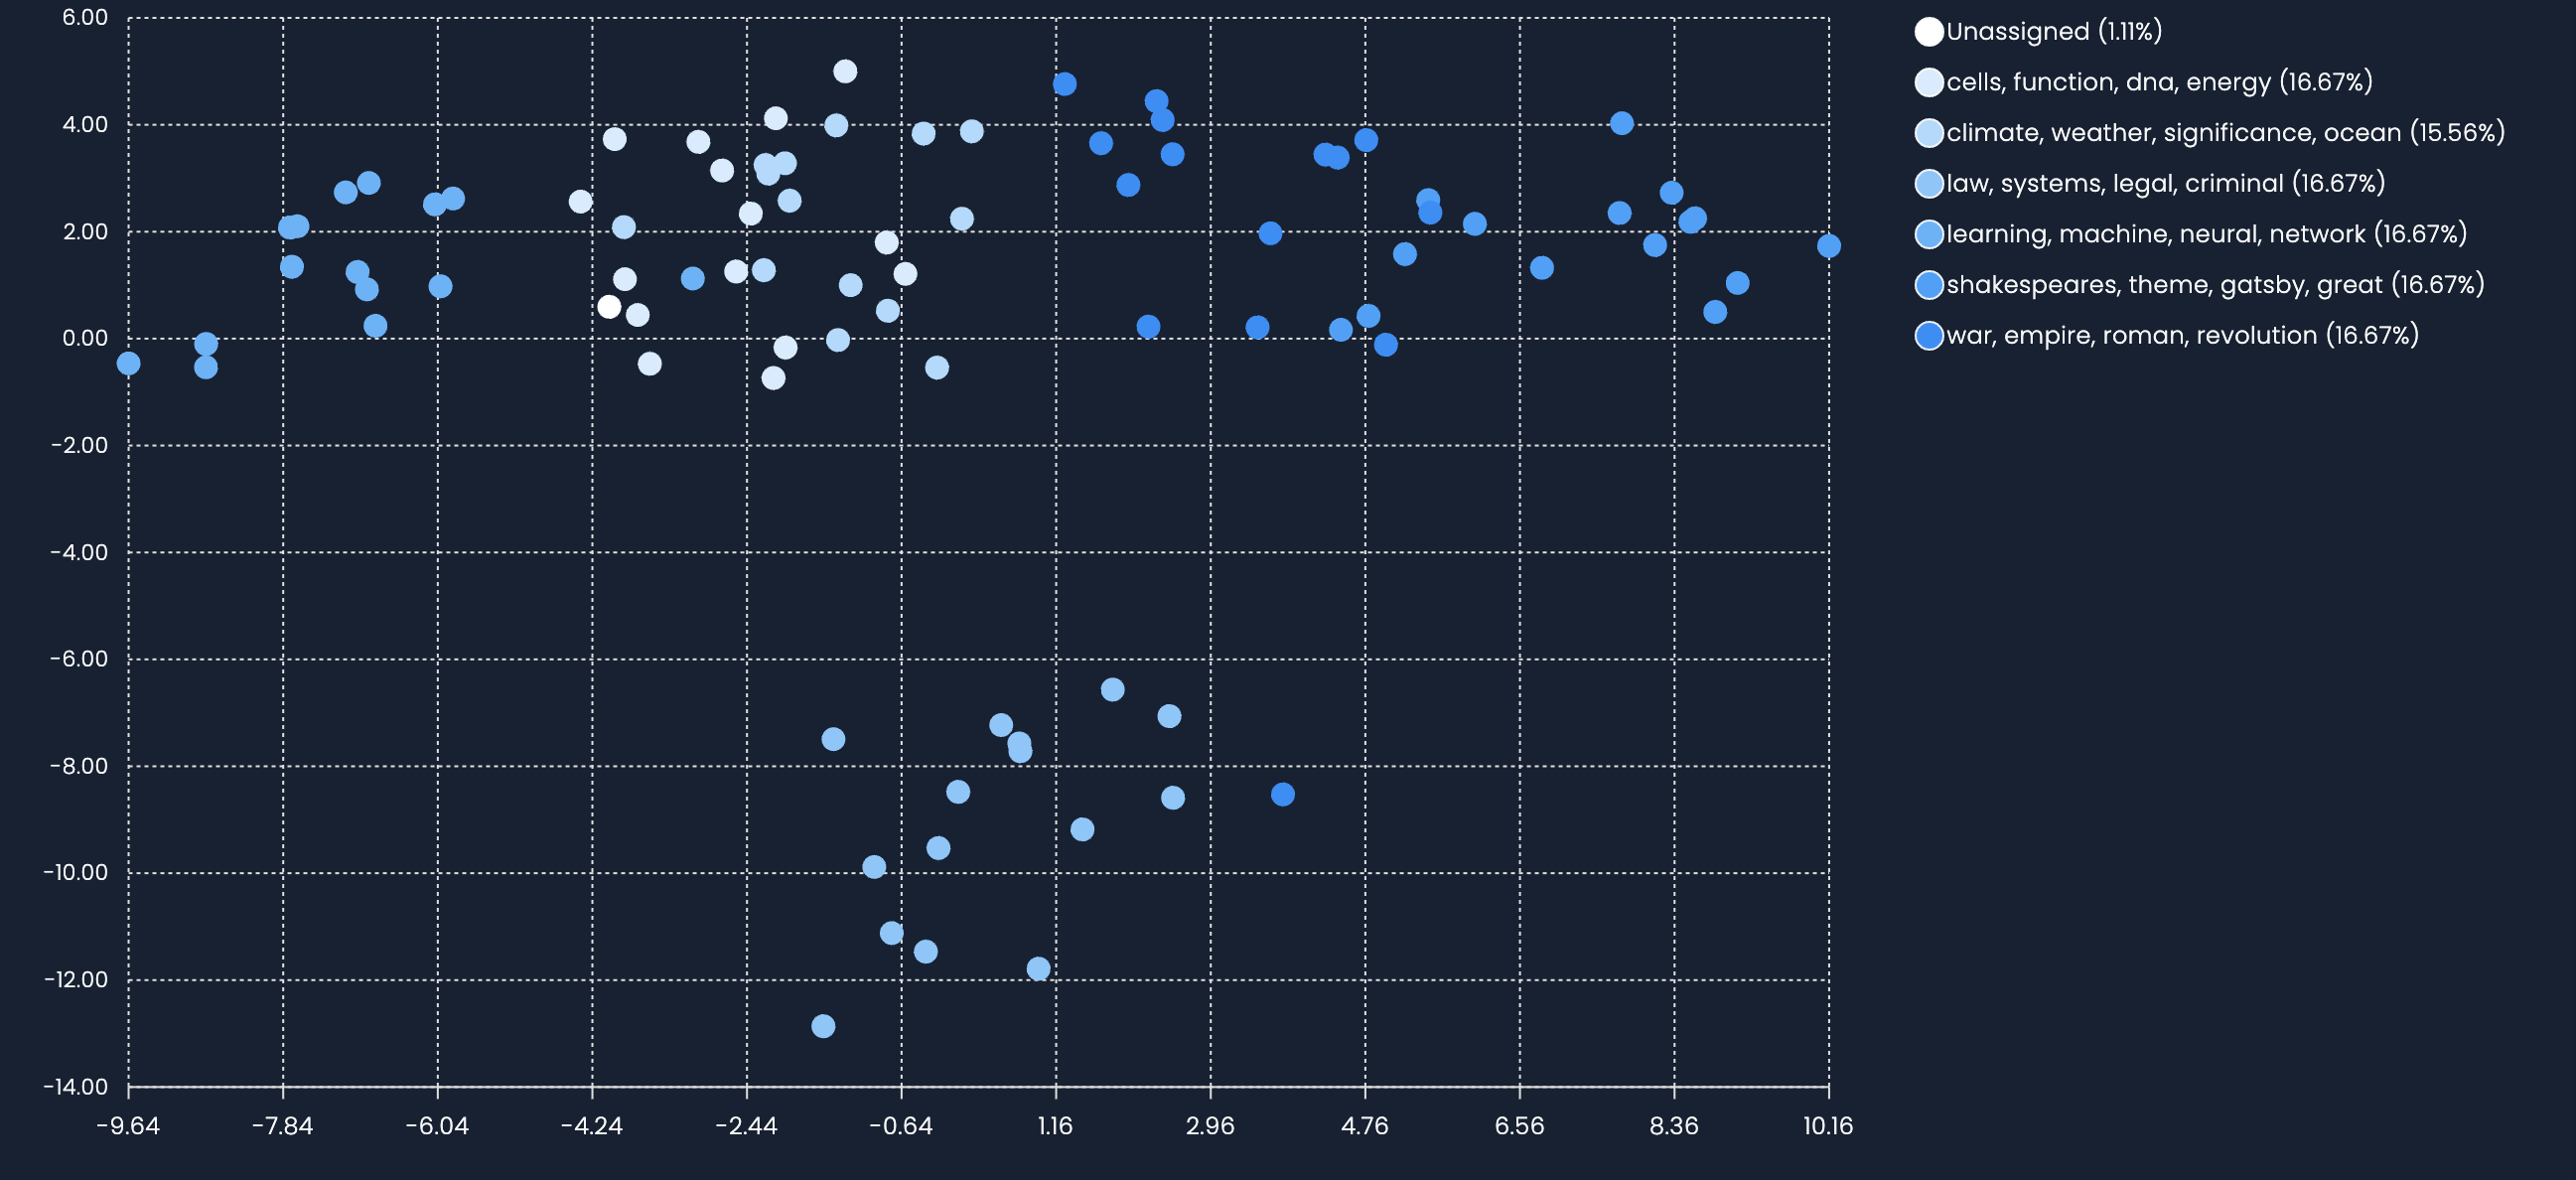 6.00
4.00
2.00
0.00
-2.00
-4.00
-6.00
-8.00
-10.00
-12.00
-14.00
-9.64 -7.84 -6.04 -4.24 -2.44 -0.64 1.16 2.96 4.76 6.56 8.36 10.16
Unassigned (1.11%)
cells, function, dna, energy (16.67%)
climate, weather, significance, ocean (15.56%)
law, systems, legal, criminal (16.67%)
learning, machine, neural, network (16.67%)
shakespeares, theme, gatsby, great (16.67%)
war, empire, roman, revolution (16.67%)